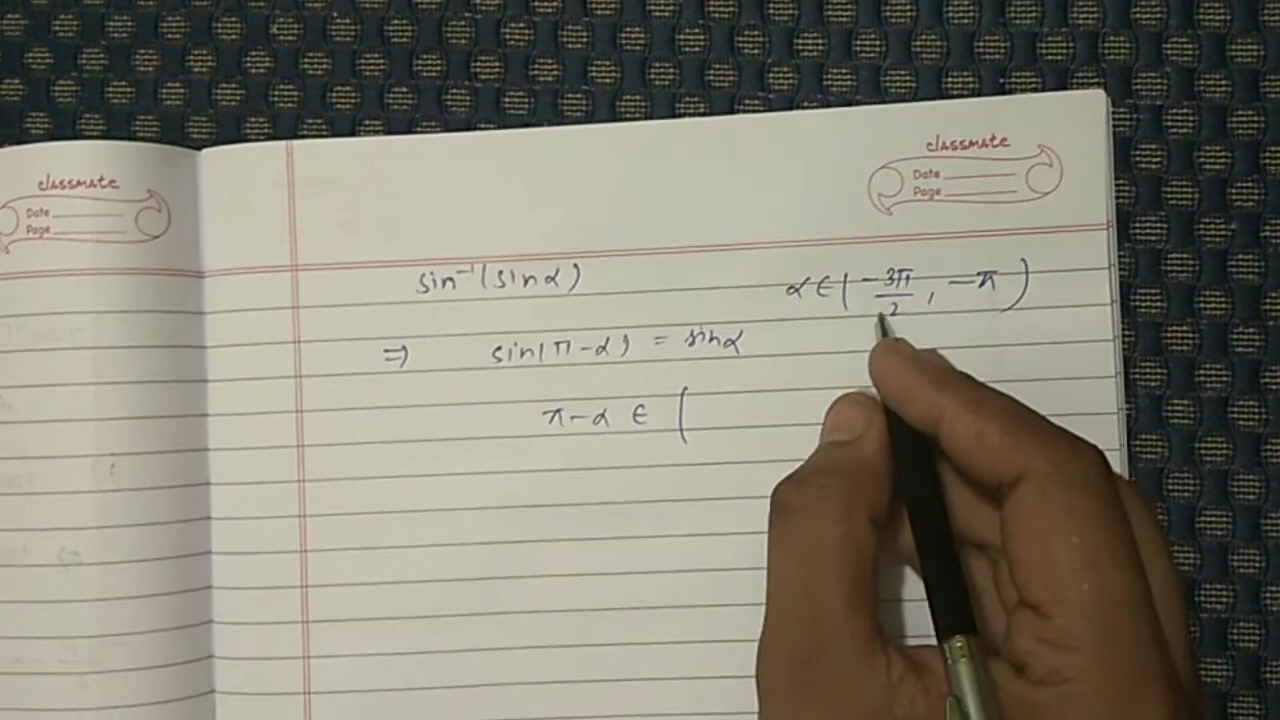 classmate
Date
Page
classmate
Date
Page
sin⁻¹(sinα) α∈(-3π/2, -π)
⇒ sin(π-α) = sinα
π-α ∈ (